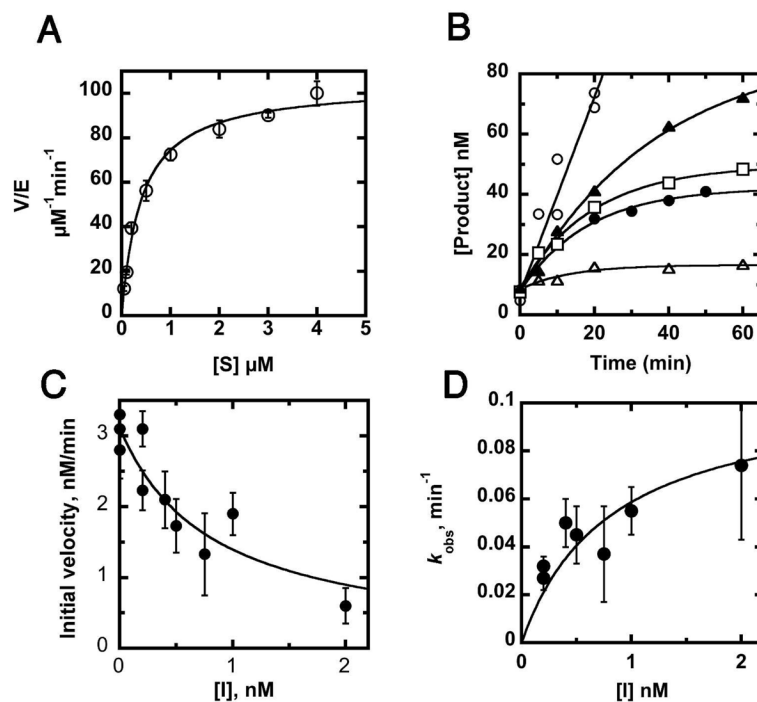 A
V/E
µM⁻¹min⁻¹
100
80
60
40
20
0
0 1 2 3 4 5
[S] µM
B
[Product] nM
80
60
40
20
0
0 20 40 60
Time (min)
C
Initial velocity, nM/min
3
2
1
0
0 1 2
[I], nM
D
k obs, min⁻¹
0.1
0.08
0.06
0.04
0.02
0
0 1 2
[I] nM